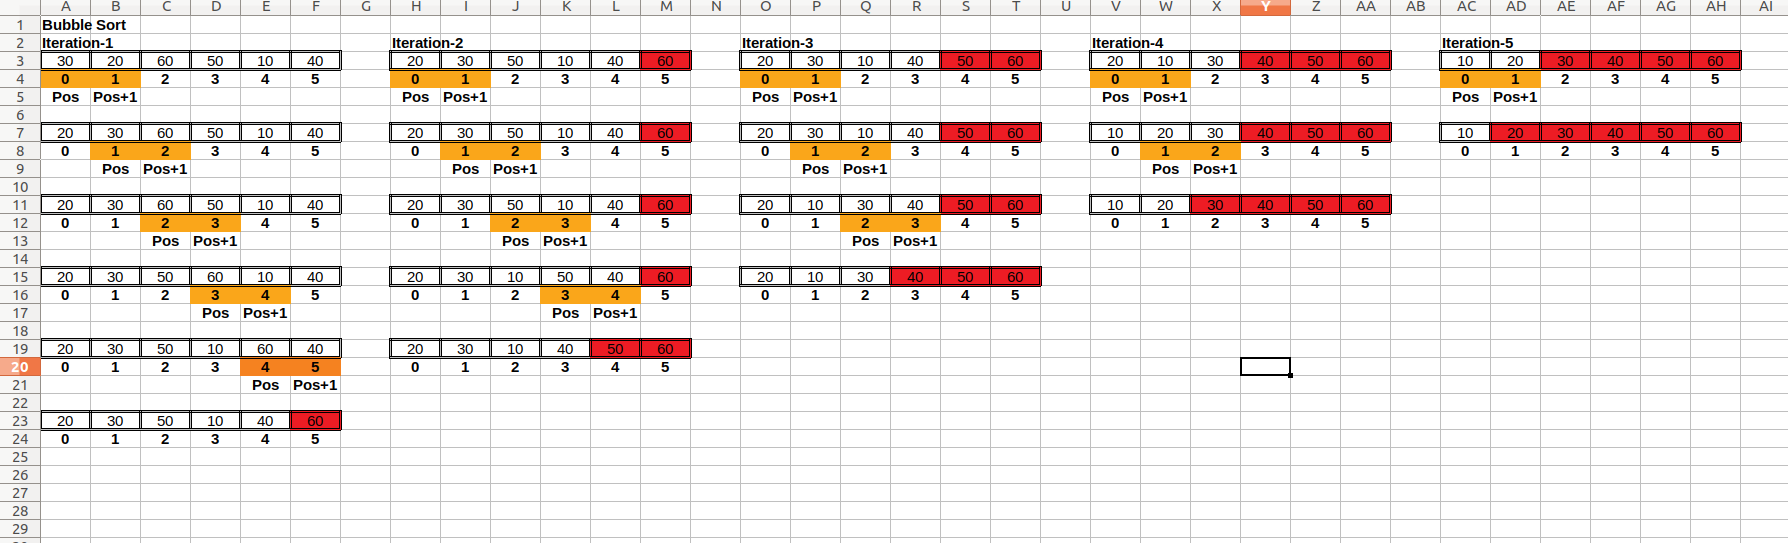 A B C D E F G H I J K L M N O P Q R S T U V W X Y Z AA AB AC AD AE AF AG AH AI
1 Bubble Sort
2 Iteration-1 Iteration-2 Iteration-3 Iteration-4 Iteration-5
3 30 20 60 50 10 40 20 30 50 10 40 60 20 30 10 40 50 60 20 10 30 40 50 60 10 20 30 40 50 60
4 0 1 2 3 4 5 0 1 2 3 4 5 0 1 2 3 4 5 0 1 2 3 4 5 0 1 2 3 4 5
5 Pos Pos+1 Pos Pos+1 Pos Pos+1 Pos Pos+1 Pos Pos+1
6
7 20 30 60 50 10 40 20 30 50 10 40 60 20 30 10 40 50 60 10 20 30 40 50 60 10 20 30 40 50 60
8 0 1 2 3 4 5 0 1 2 3 4 5 0 1 2 3 4 5 0 1 2 3 4 5 0 1 2 3 4 5
9 Pos Pos+1 Pos Pos+1 Pos Pos+1 Pos Pos+1
10
11 20 30 60 50 10 40 20 30 50 10 40 60 20 10 30 40 50 60 10 20 30 40 50 60
12 0 1 2 3 4 5 0 1 2 3 4 5 0 1 2 3 4 5 0 1 2 3 4 5
13 Pos Pos+1 Pos Pos+1 Pos Pos+1
14
15 20 30 50 60 10 40 20 30 10 50 40 60 20 10 30 40 50 60
16 0 1 2 3 4 5 0 1 2 3 4 5 0 1 2 3 4 5
17 Pos Pos+1 Pos Pos+1
18
19 20 30 50 10 60 40 20 30 10 40 50 60
20 0 1 2 3 4 5 0 1 2 3 4 5
21 Pos Pos+1
22
23 20 30 50 10 40 60
24 0 1 2 3 4 5
25
26
27
28
29